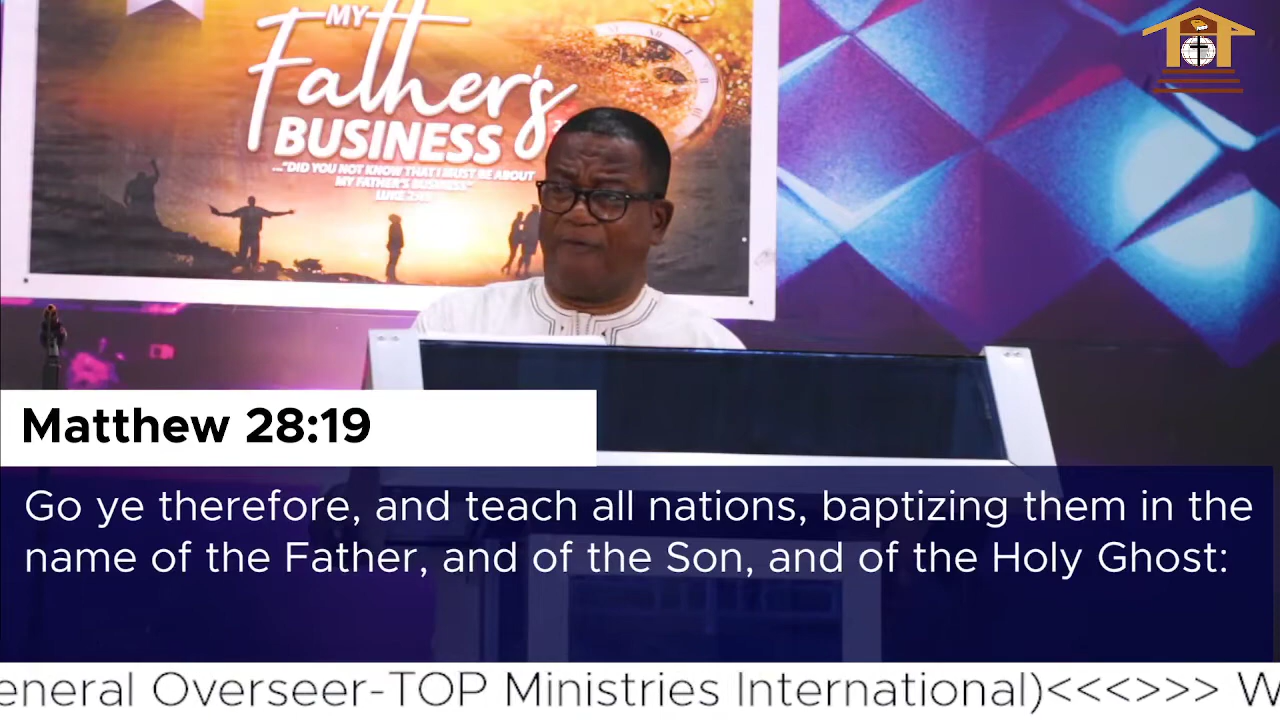 MY
Father's
BUSINESS
..."DID YOU NOT KNOW THAT I MUST BE ABOUT
MY FATHER'S BUSINESS"
LUKE
Matthew 28:19
Go ye therefore, and teach all nations, baptizing them in the
name of the Father, and of the Son, and of the Holy Ghost:
eneral Overseer-TOP Ministries International)<<<>>> W